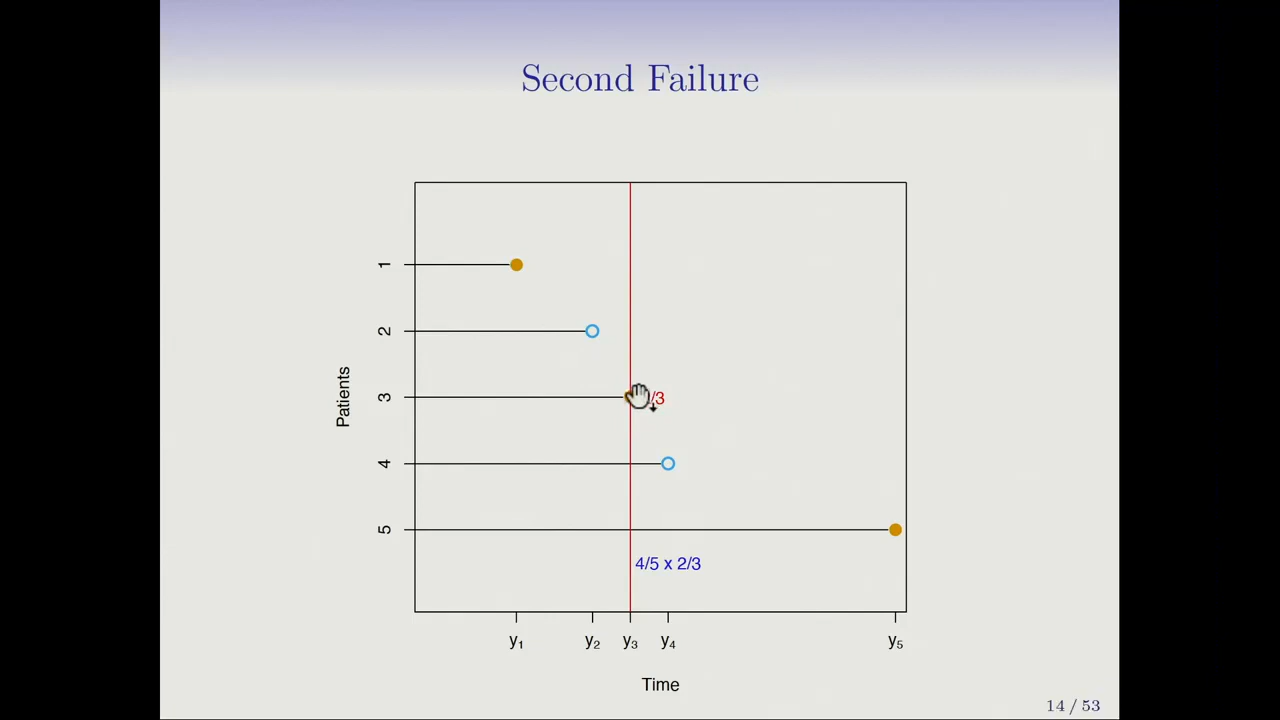 Second Failure
Patients
1
2
3
/3
4
5
4/5 x 2/3
y₁ y₂ y₃ y₄ y₅
Time
14 / 53